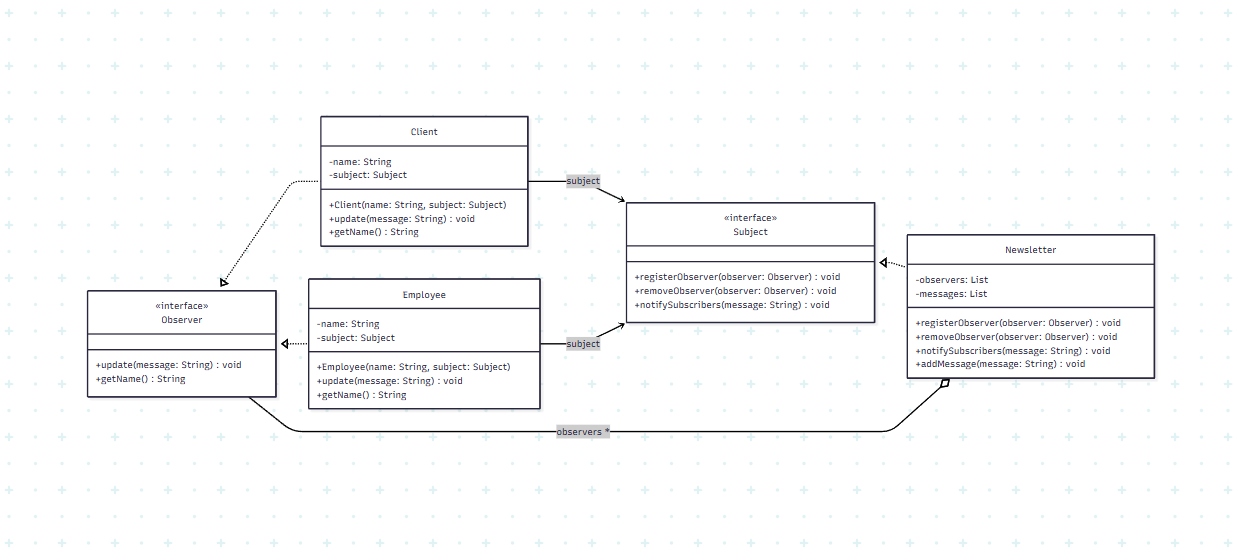 Client
-name: String
-subject: Subject
+Client(name: String, subject: Subject)
+update(message: String) : void
+getName() : String
subject
«interface»
Subject
+registerObserver(observer: Observer) : void
+removeObserver(observer: Observer) : void
+notifySubscribers(message: String) : void
Newsletter
-observers: List
-messages: List
+registerObserver(observer: Observer) : void
+removeObserver(observer: Observer) : void
+notifySubscribers(message: String) : void
+addMessage(message: String) : void
«interface»
Observer
+update(message: String) : void
+getName() : String
Employee
-name: String
-subject: Subject
+Employee(name: String, subject: Subject)
+update(message: String) : void
+getName() : String
subject
observers *